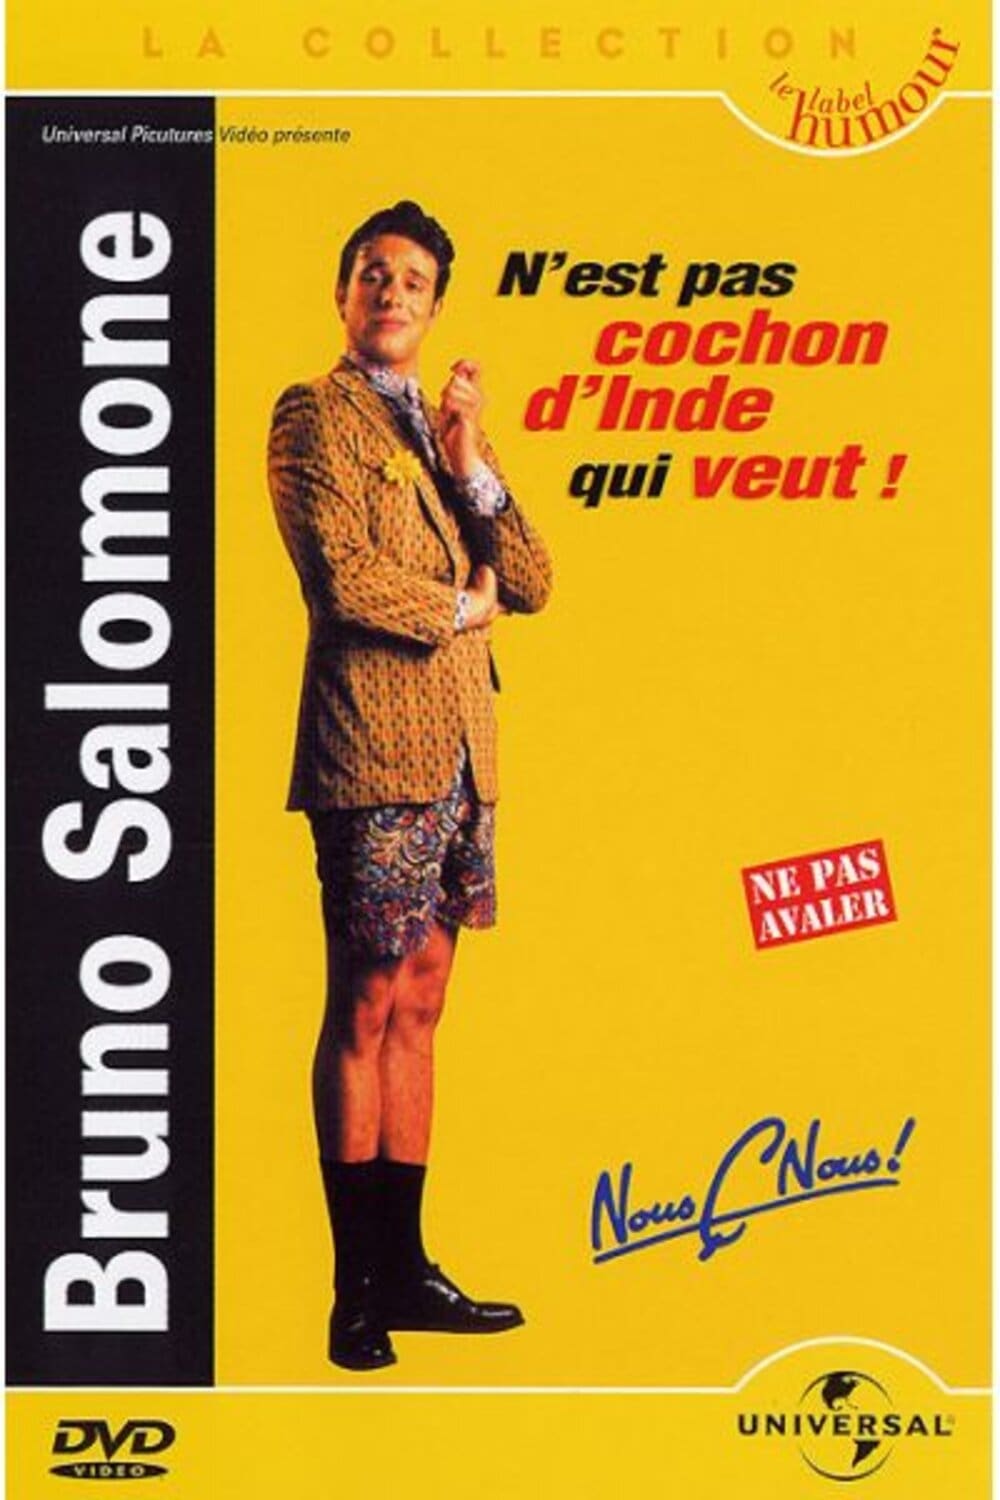 LA COLLECTION
le label
humour
Universal Picutures Vidéo présente
Bruno Salomone
N'est pas
cochon
d'Inde
qui veut !
NE PAS
AVALER
Nous Ç Nous!
DVD
VIDEO
UNIVERSAL